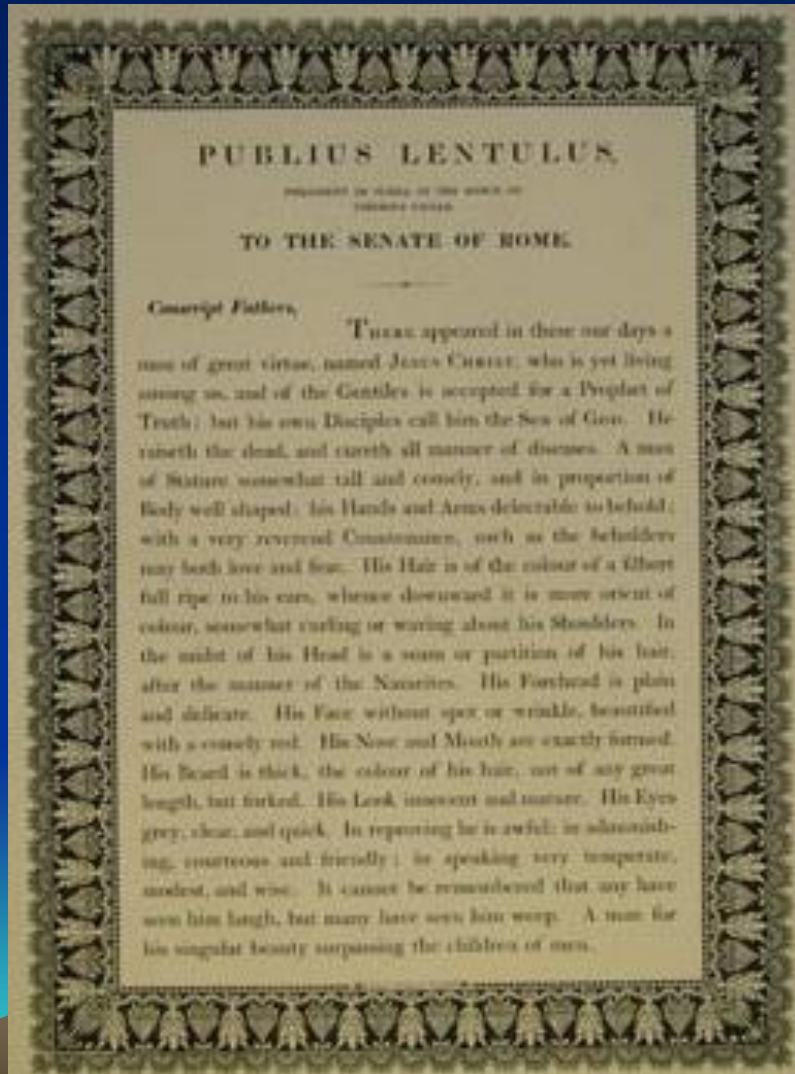 PUBLIUS LENTULUS,
PRESIDENT OF JUDEA IN THE REIGN OF
TIBERIUS CÆSAR
TO THE SENATE OF ROME.
Conscript Fathers,
THERE appeared in these our days a
man of great virtue, named JESUS CHRIST, who is yet living
among us, and of the Gentiles is accepted for a Prophet of
Truth; but his own Disciples call him the Son of GOD. He
raiseth the dead, and cureth all manner of diseases. A man
of Stature somewhat tall and comely, and in proportion of
Body well shaped; his Hands and Arms delectable to behold;
with a very reverend Countenance, such as the beholders
may both love and fear. His Hair is of the colour of a filbert
full ripe to his ears, whence downward it is more orient of
colour, somewhat curling or waving about his Shoulders. In
the midst of his Head is a seam or partition of his hair,
after the manner of the Nazarites. His Forehead is plain
and delicate. His Face without spot or wrinkle, beautified
with a comely red. His Nose and Mouth are exactly formed.
His Beard is thick, the colour of his hair, not of any great
length, but forked. His Look innocent and mature. His Eyes
grey, clear, and quick. In reproving he is awful; in admonish-
ing, courteous and friendly; in speaking very temperate,
modest, and wise. It cannot be remembered that any have
seen him laugh, but many have seen him weep. A man for
his singular beauty surpassing the children of men.